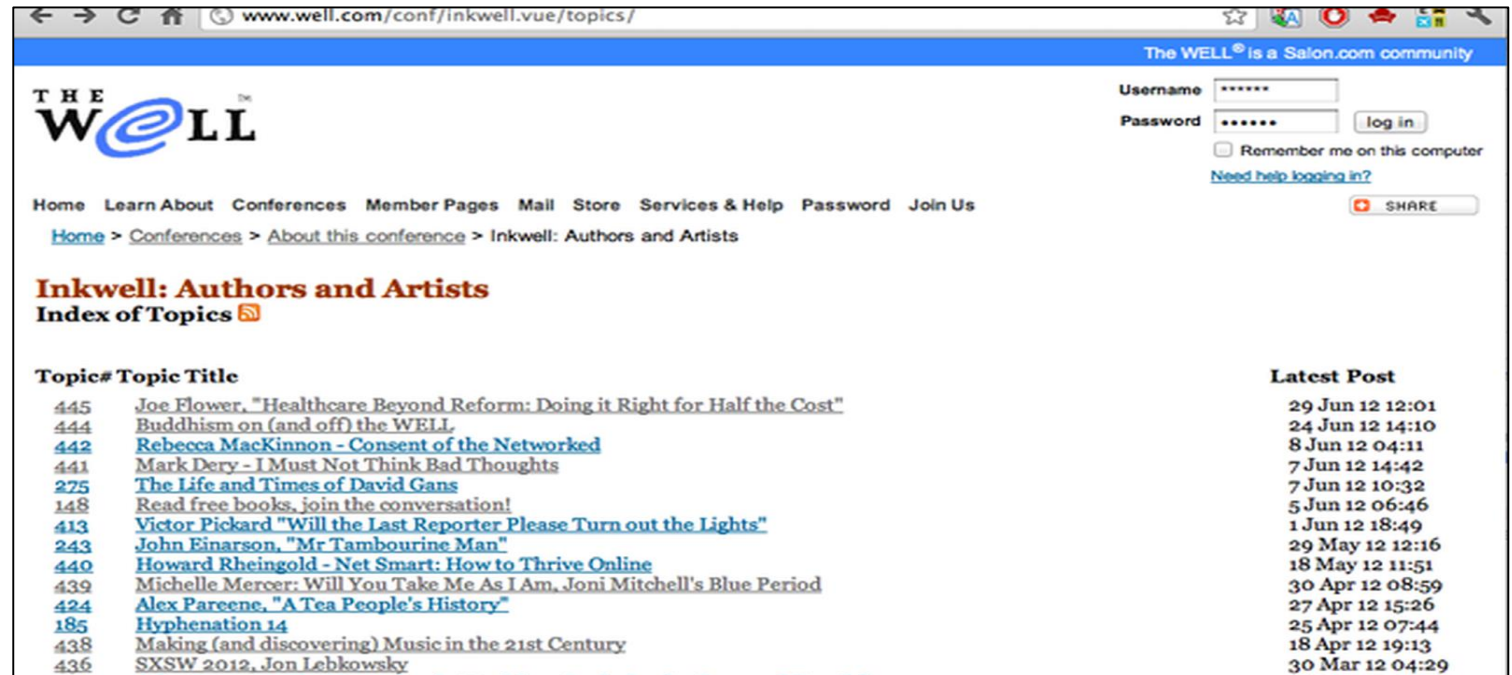 www.well.com/conf/inkwell.vue/topics/
The WELL® is a Salon.com community
THE
WELL™
Username ******
Password •••••• log in
Remember me on this computer
Need help logging in?
Home Learn About Conferences Member Pages Mail Store Services & Help Password Join Us
SHARE
Home > Conferences > About this conference > Inkwell: Authors and Artists
Inkwell: Authors and Artists
Index of Topics
Topic# Topic Title Latest Post
445 Joe Flower, "Healthcare Beyond Reform: Doing it Right for Half the Cost" 29 Jun 12 12:01
444 Buddhism on (and off) the WELL 24 Jun 12 14:10
442 Rebecca MacKinnon - Consent of the Networked 8 Jun 12 04:11
441 Mark Dery - I Must Not Think Bad Thoughts 7 Jun 12 14:42
275 The Life and Times of David Gans 7 Jun 12 10:32
148 Read free books, join the conversation! 5 Jun 12 06:46
413 Victor Pickard "Will the Last Reporter Please Turn out the Lights" 1 Jun 12 18:49
243 John Einarson, "Mr Tambourine Man" 29 May 12 12:16
440 Howard Rheingold - Net Smart: How to Thrive Online 18 May 12 11:51
439 Michelle Mercer: Will You Take Me As I Am, Joni Mitchell's Blue Period 30 Apr 12 08:59
424 Alex Pareene, "A Tea People's History" 27 Apr 12 15:26
185 Hyphenation 14 25 Apr 12 07:44
438 Making (and discovering) Music in the 21st Century 18 Apr 12 19:13
436 SXSW 2012, Jon Lebkowsky 30 Mar 12 04:29